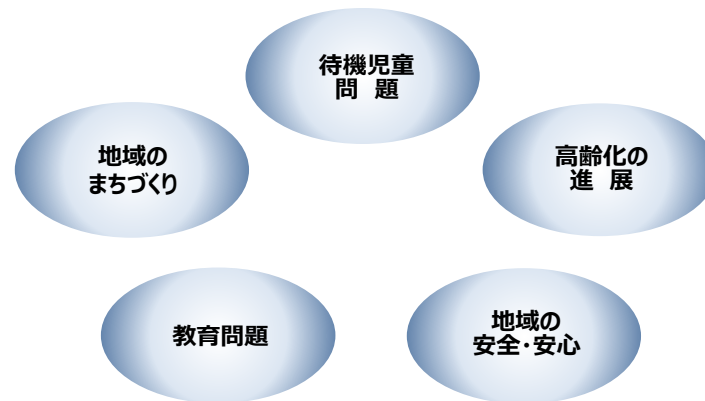 待機児童
問 題
地域の
まちづくり
高齢化の
進 展
教育問題
地域の
安全・安心